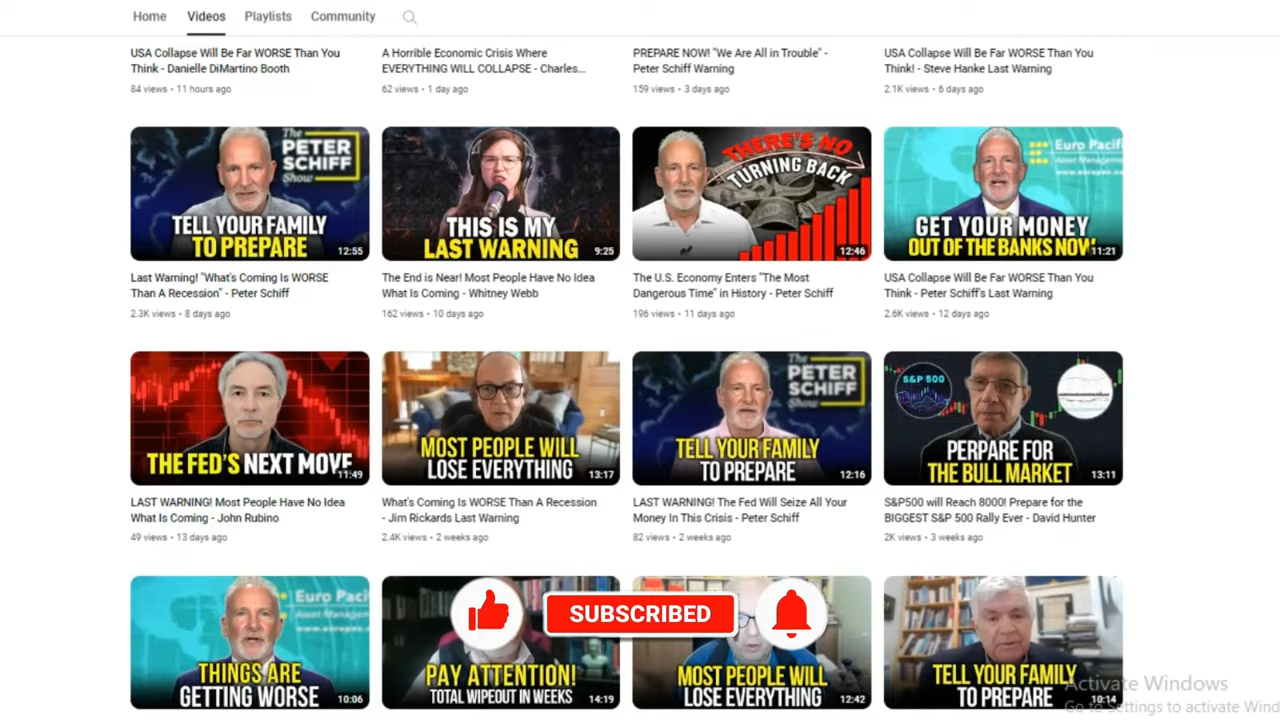 Home Videos Playlists Community
USA Collapse Will Be Far WORSE Than You
Think - Danielle DiMartino Booth
84 views • 11 hours ago
A Horrible Economic Crisis Where
EVERYTHING WILL COLLAPSE - Charles...
62 views • 1 day ago
PREPARE NOW! "We Are All in Trouble" -
Peter Schiff Warning
159 views • 3 days ago
USA Collapse Will Be Far WORSE Than You
Think! - Steve Hanke Last Warning
2.1K views • 6 days ago
The
PETER
SCHIFF
Show
TELL YOUR FAMILY
TO PREPARE
12:55
Last Warning! "What's Coming Is WORSE
Than A Recession" - Peter Schiff
2.3K views • 8 days ago
THIS IS MY
LAST WARNING
9:25
The End is Near! Most People Have No Idea
What Is Coming - Whitney Webb
162 views • 10 days ago
THERE'S NO
TURNING BACK
12:46
The U.S. Economy Enters "The Most
Dangerous Time" in History - Peter Schiff
196 views • 11 days ago
Euro Pacifi
Asset Manageme
www.europac.co
GET YOUR MONEY
OUT OF THE BANKS NOW
11:21
USA Collapse Will Be Far WORSE Than You
Think - Peter Schiff's Last Warning
2.6K views • 12 days ago
THE FED'S NEXT MOVE
11:49
LAST WARNING! Most People Have No Idea
What Is Coming - John Rubino
49 views • 13 days ago
MOST PEOPLE WILL
LOSE EVERYTHING
13:17
What's Coming Is WORSE Than A Recession
- Jim Rickards Last Warning
2.4K views • 2 weeks ago
The
PETER
SCHIFF
Show
TELL YOUR FAMILY
TO PREPARE
12:16
LAST WARNING! The Fed Will Seize All Your
Money In This Crisis - Peter Schiff
82 views • 2 weeks ago
S&P 500
PERPARE FOR
THE BULL MARKET
13:11
S&P500 will Reach 8000! Prepare for the
BIGGEST S&P 500 Rally Ever - David Hunter
2K views • 3 weeks ago
Euro Paci
THINGS ARE
GETTING WORSE
10:06
PAY ATTENTION!
TOTAL WIPEOUT IN WEEKS
14:19
SUBSCRIBED
MOST PEOPLE WILL
LOSE EVERYTHING
12:42
TELL YOUR FAMILY
TO PREPARE
10:14
Activate Windows
Go to Settings to activate Wind